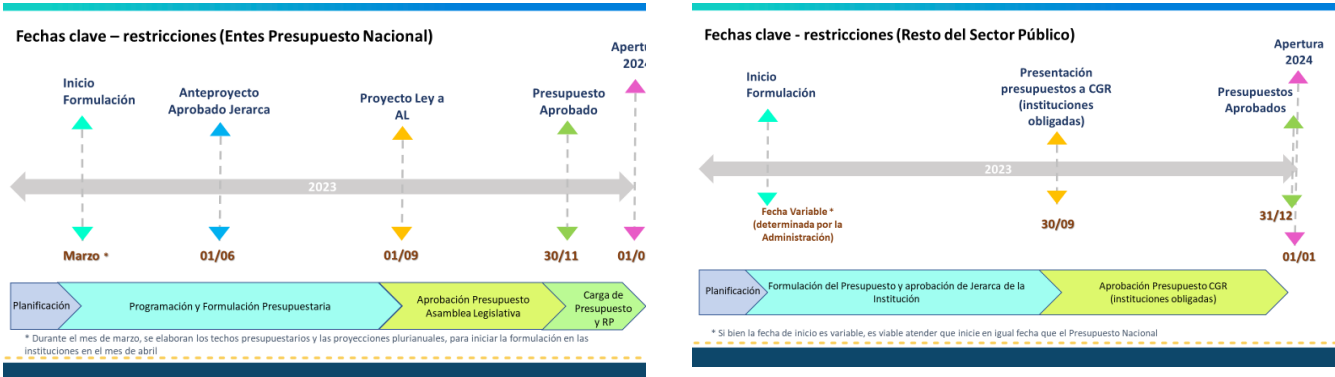 Fechas clave – restricciones (Entes Presupuesto Nacional)
Apertu
2024
Inicio
Formulación
Anteproyecto
Aprobado Jerarca
Proyecto Ley a
AL
Presupuesto
Aprobado
2023
Marzo *
01/06
01/09
30/11
01/0
Planificación
Programación y Formulación Presupuestaria
Aprobación Presupuesto
Asamblea Legislativa
Carga de
Presupuesto
y RP
* Durante el mes de marzo, se elaboran los techos presupuestarios y las proyecciones plurianuales, para iniciar la formulación en las
instituciones en el mes de abril
Fechas clave - restricciones (Resto del Sector Público)
Apertura
2024
Inicio
Formulación
Presentación
presupuestos a CGR
(instituciones
obligadas)
Presupuestos
Aprobados
2023
Fecha Variable *
(determinada por la
Administración)
30/09
31/12
01/01
Planificación
Formulación del Presupuesto y aprobación de Jerarca de la
Institución
Aprobación Presupuesto CGR
(instituciones obligadas)
* Si bien la fecha de inicio es variable, es viable atender que inicie en igual fecha que el Presupuesto Nacional